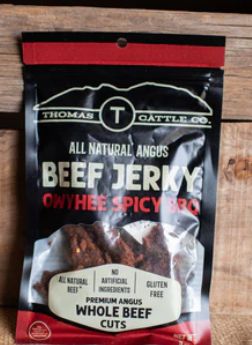 THOMAS T CATTLE CO.
ALL NATURAL ANGUS
BEEF JERKY
OWYHEE SPICY BBQ
ALL NATURAL BEEF
NO ARTIFICIAL INGREDIENTS
GLUTEN FREE
PREMIUM ANGUS
WHOLE BEEF
CUTS
NET